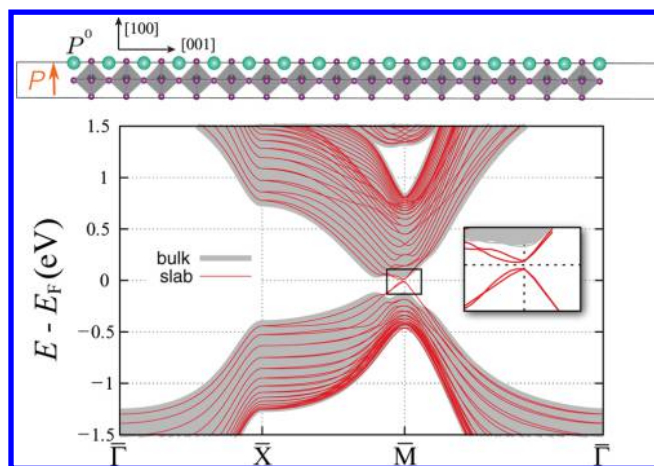 [100]
P⁰
[001]
P
1.5
1
0.5
0
−0.5
−1
−1.5
E - E_F (eV)
bulk
slab
Γ̅ X̅ M̅ Γ̅